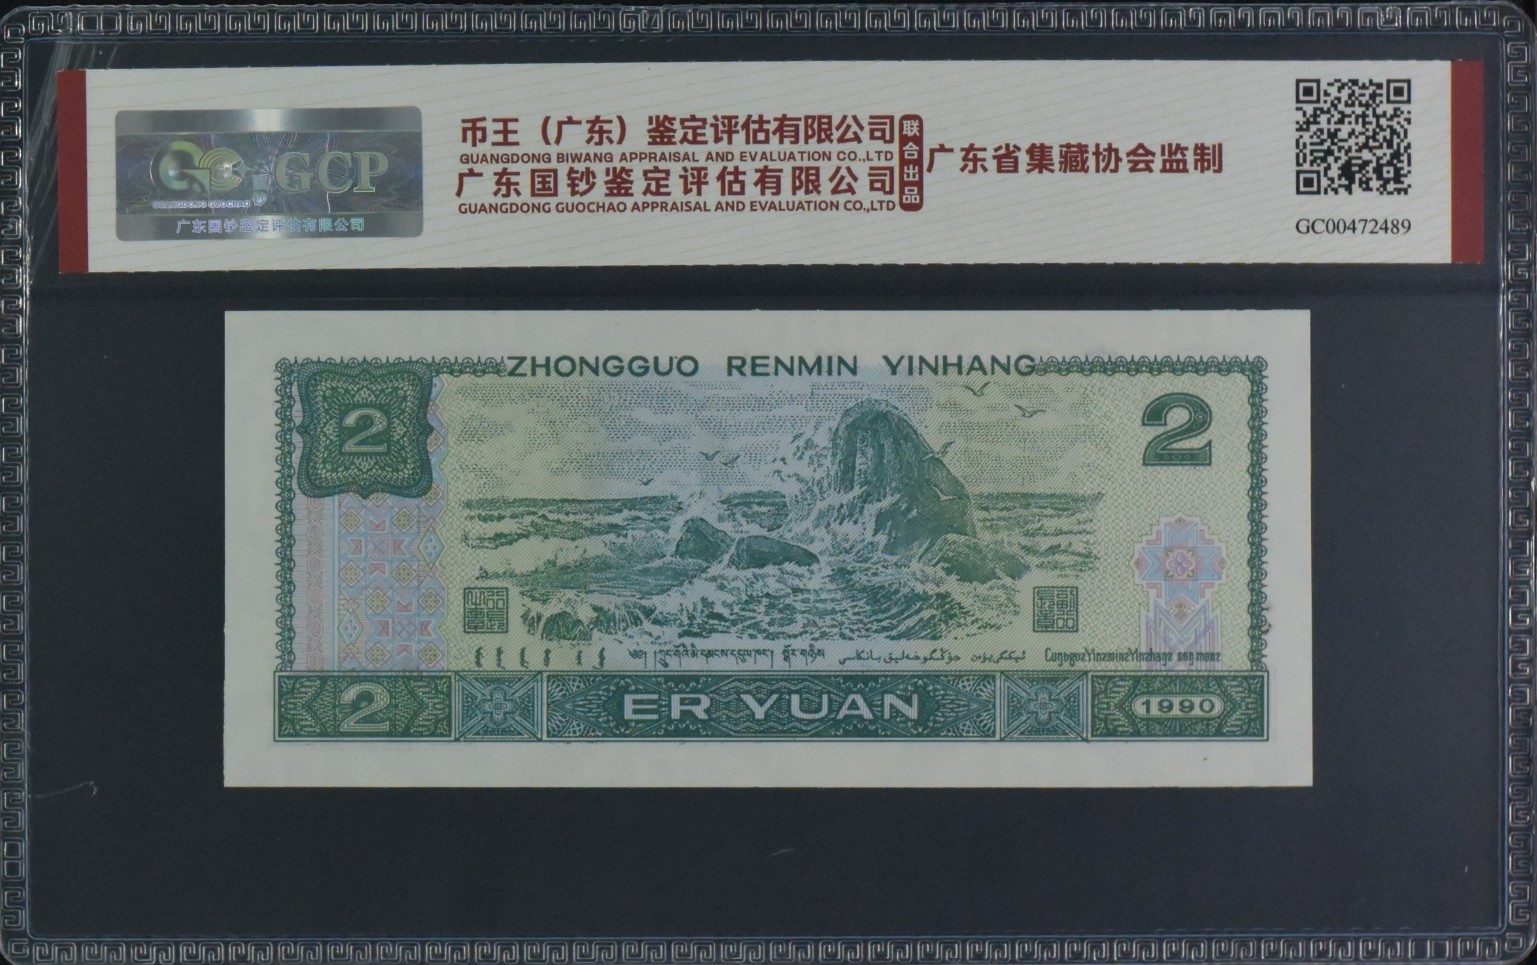 币王（广东）鉴定评估有限公司
GUANGDONG BIWANG APPRAISAL AND EVALUATION CO.,LTD
广东国钞鉴定评估有限公司
GUANGDONG GUOCHAO APPRAISAL AND EVALUATION CO.,LTD
联合出品
广东省集藏协会监制
GC00472489
GCP
GUANGDONG GUOCHAO
广东国钞鉴定评估有限公司
ZHONGGUO RENMIN YINHANG
2
2
2
ER YUAN
1990